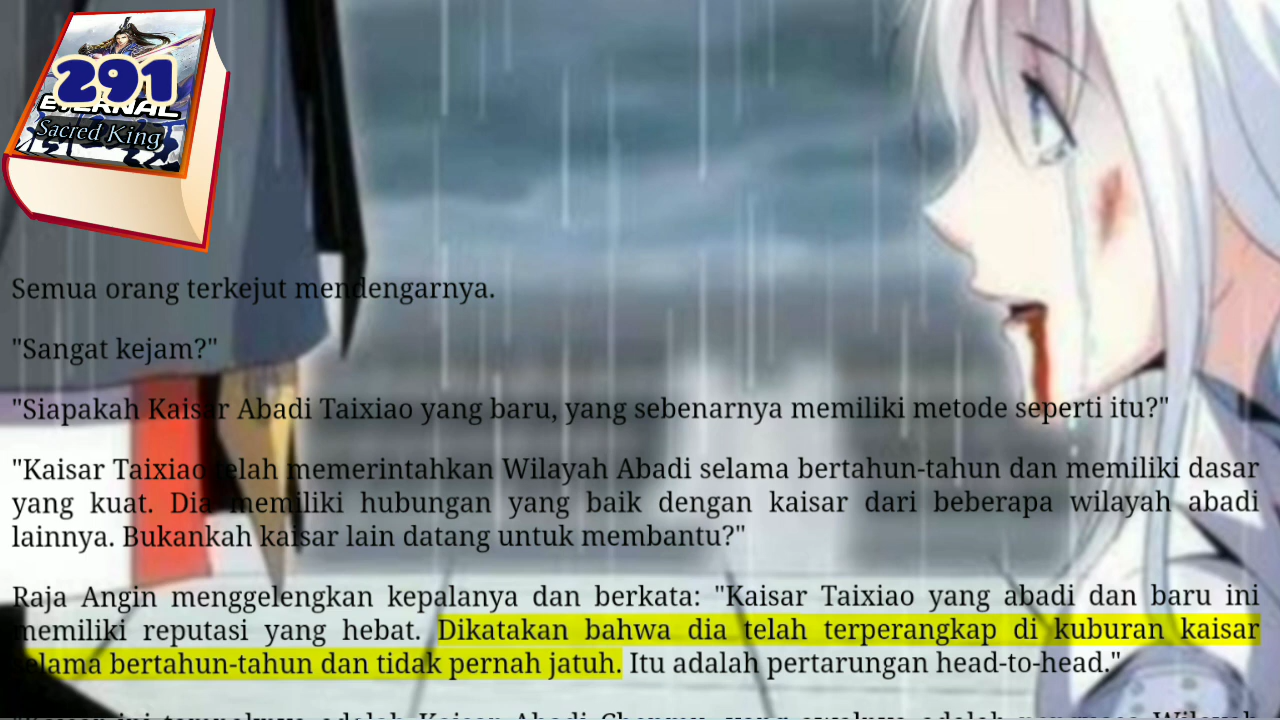 291
ETERNAL
Sacred King
Semua orang terkejut mendengarnya.
"Sangat kejam?"
"Siapakah Kaisar Abadi Taixiao yang baru, yang sebenarnya memiliki metode seperti itu?"
"Kaisar Taixiao telah memerintahkan Wilayah Abadi selama bertahun-tahun dan memiliki dasar
yang kuat. Dia memiliki hubungan yang baik dengan kaisar dari beberapa wilayah abadi
lainnya. Bukankah kaisar lain datang untuk membantu?"
Raja Angin menggelengkan kepalanya dan berkata: "Kaisar Taixiao yang abadi dan baru ini
memiliki reputasi yang hebat. Dikatakan bahwa dia telah terperangkap di kuburan kaisar
selama bertahun-tahun dan tidak pernah jatuh. Itu adalah pertarungan head-to-head."